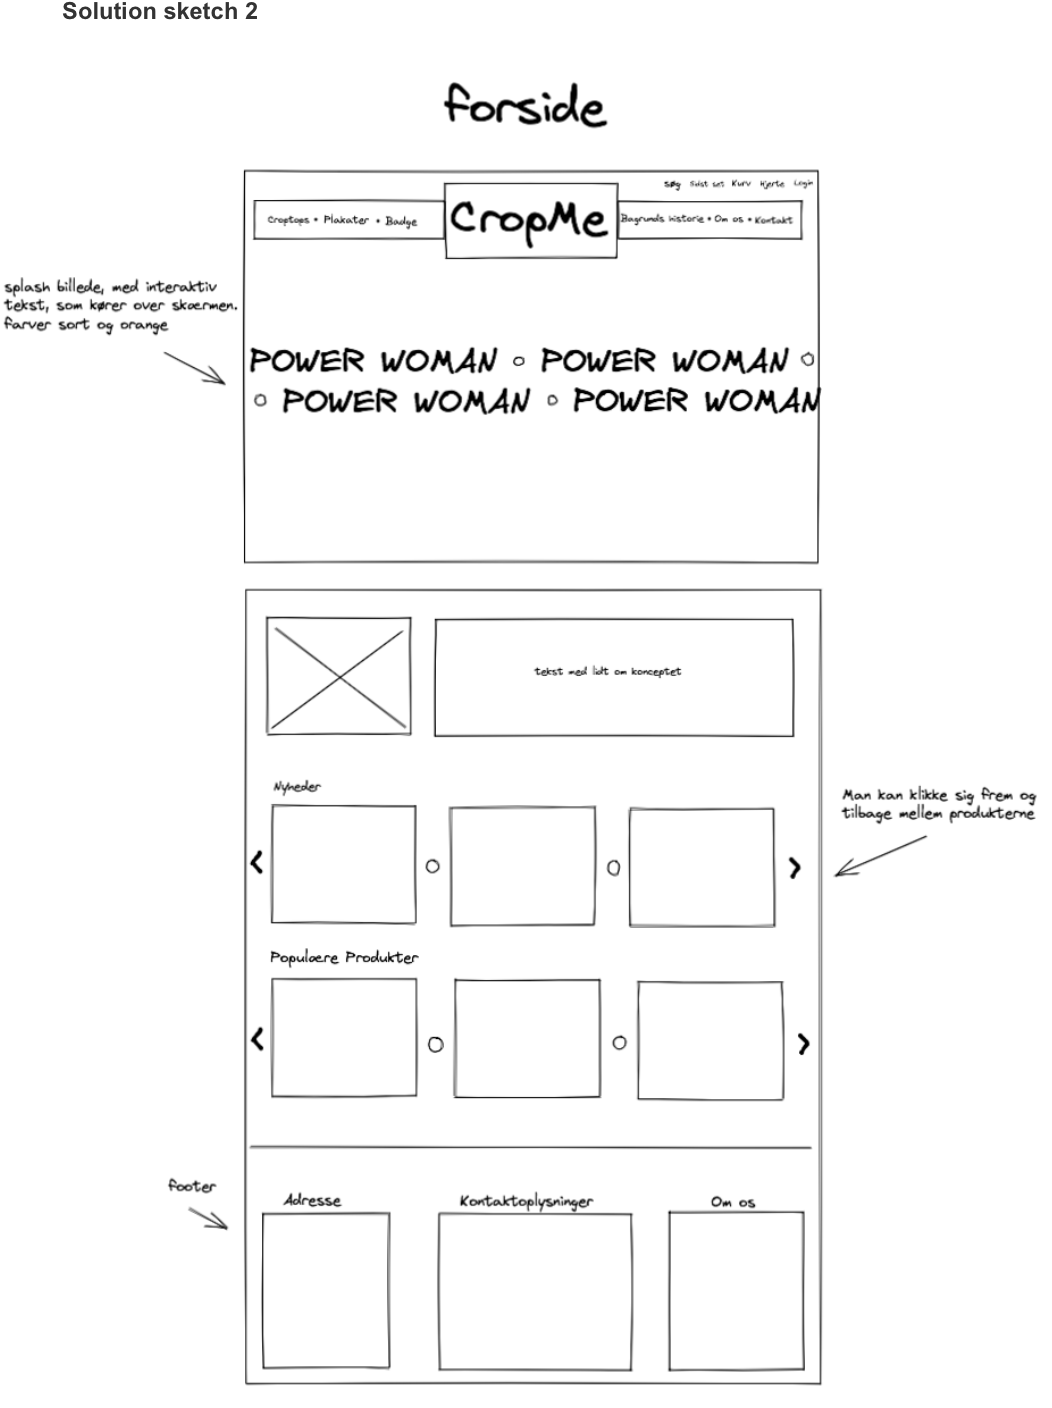 Solution sketch 2
forside
Søg Sidst set Kurv Hjerte Login
Croptops • Plakater • Badge
CropMe
Bagrunds historie • Om os • Kontakt
splash billede, med interaktiv
tekst, som kører over skærmen.
farver sort og orange
POWER WOMAN o POWER WOMAN o
o POWER WOMAN o POWER WOMAN
tekst med lidt om konceptet
Nyheder
Man kan klikke sig frem og
tilbage mellem produkterne
< o o >
Populære Produkter
< o o >
footer
Adresse
Kontaktoplysninger
Om os